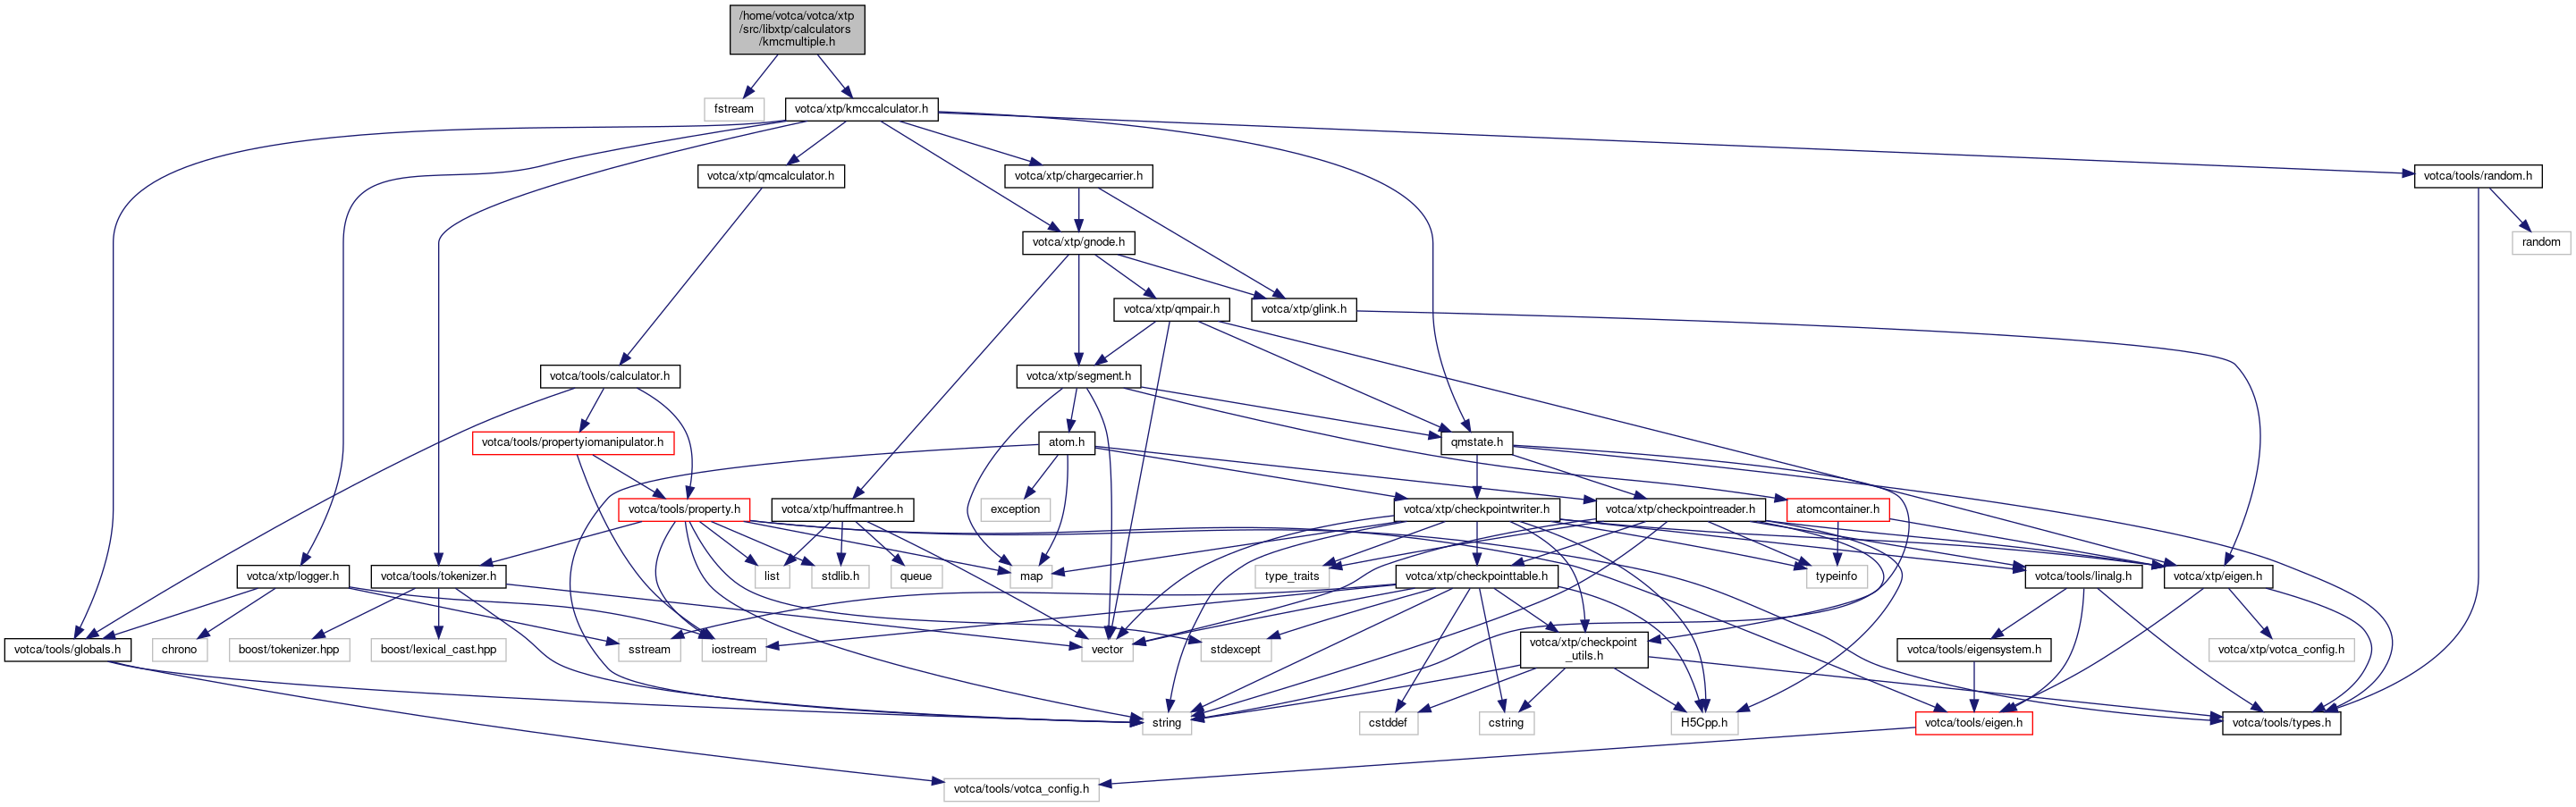 /home/votca/votca/xtp
/src/libxtp/calculators
/kmcmultiple.h
fstream
votca/xtp/kmccalculator.h
votca/xtp/qmcalculator.h
votca/xtp/chargecarrier.h
votca/tools/random.h
votca/xtp/gnode.h
random
votca/xtp/qmpair.h
votca/xtp/glink.h
votca/tools/calculator.h
votca/xtp/segment.h
votca/tools/propertyiomanipulator.h
atom.h
qmstate.h
votca/tools/property.h
votca/xtp/huffmantree.h
exception
votca/xtp/checkpointwriter.h
votca/xtp/checkpointreader.h
atomcontainer.h
votca/xtp/logger.h
votca/tools/tokenizer.h
list
stdlib.h
queue
map
type_traits
votca/xtp/checkpointtable.h
typeinfo
votca/tools/linalg.h
votca/xtp/eigen.h
votca/tools/globals.h
chrono
boost/tokenizer.hpp
boost/lexical_cast.hpp
sstream
iostream
vector
stdexcept
votca/xtp/checkpoint
_utils.h
votca/tools/eigensystem.h
votca/xtp/votca_config.h
string
cstddef
cstring
H5Cpp.h
votca/tools/eigen.h
votca/tools/types.h
votca/tools/votca_config.h